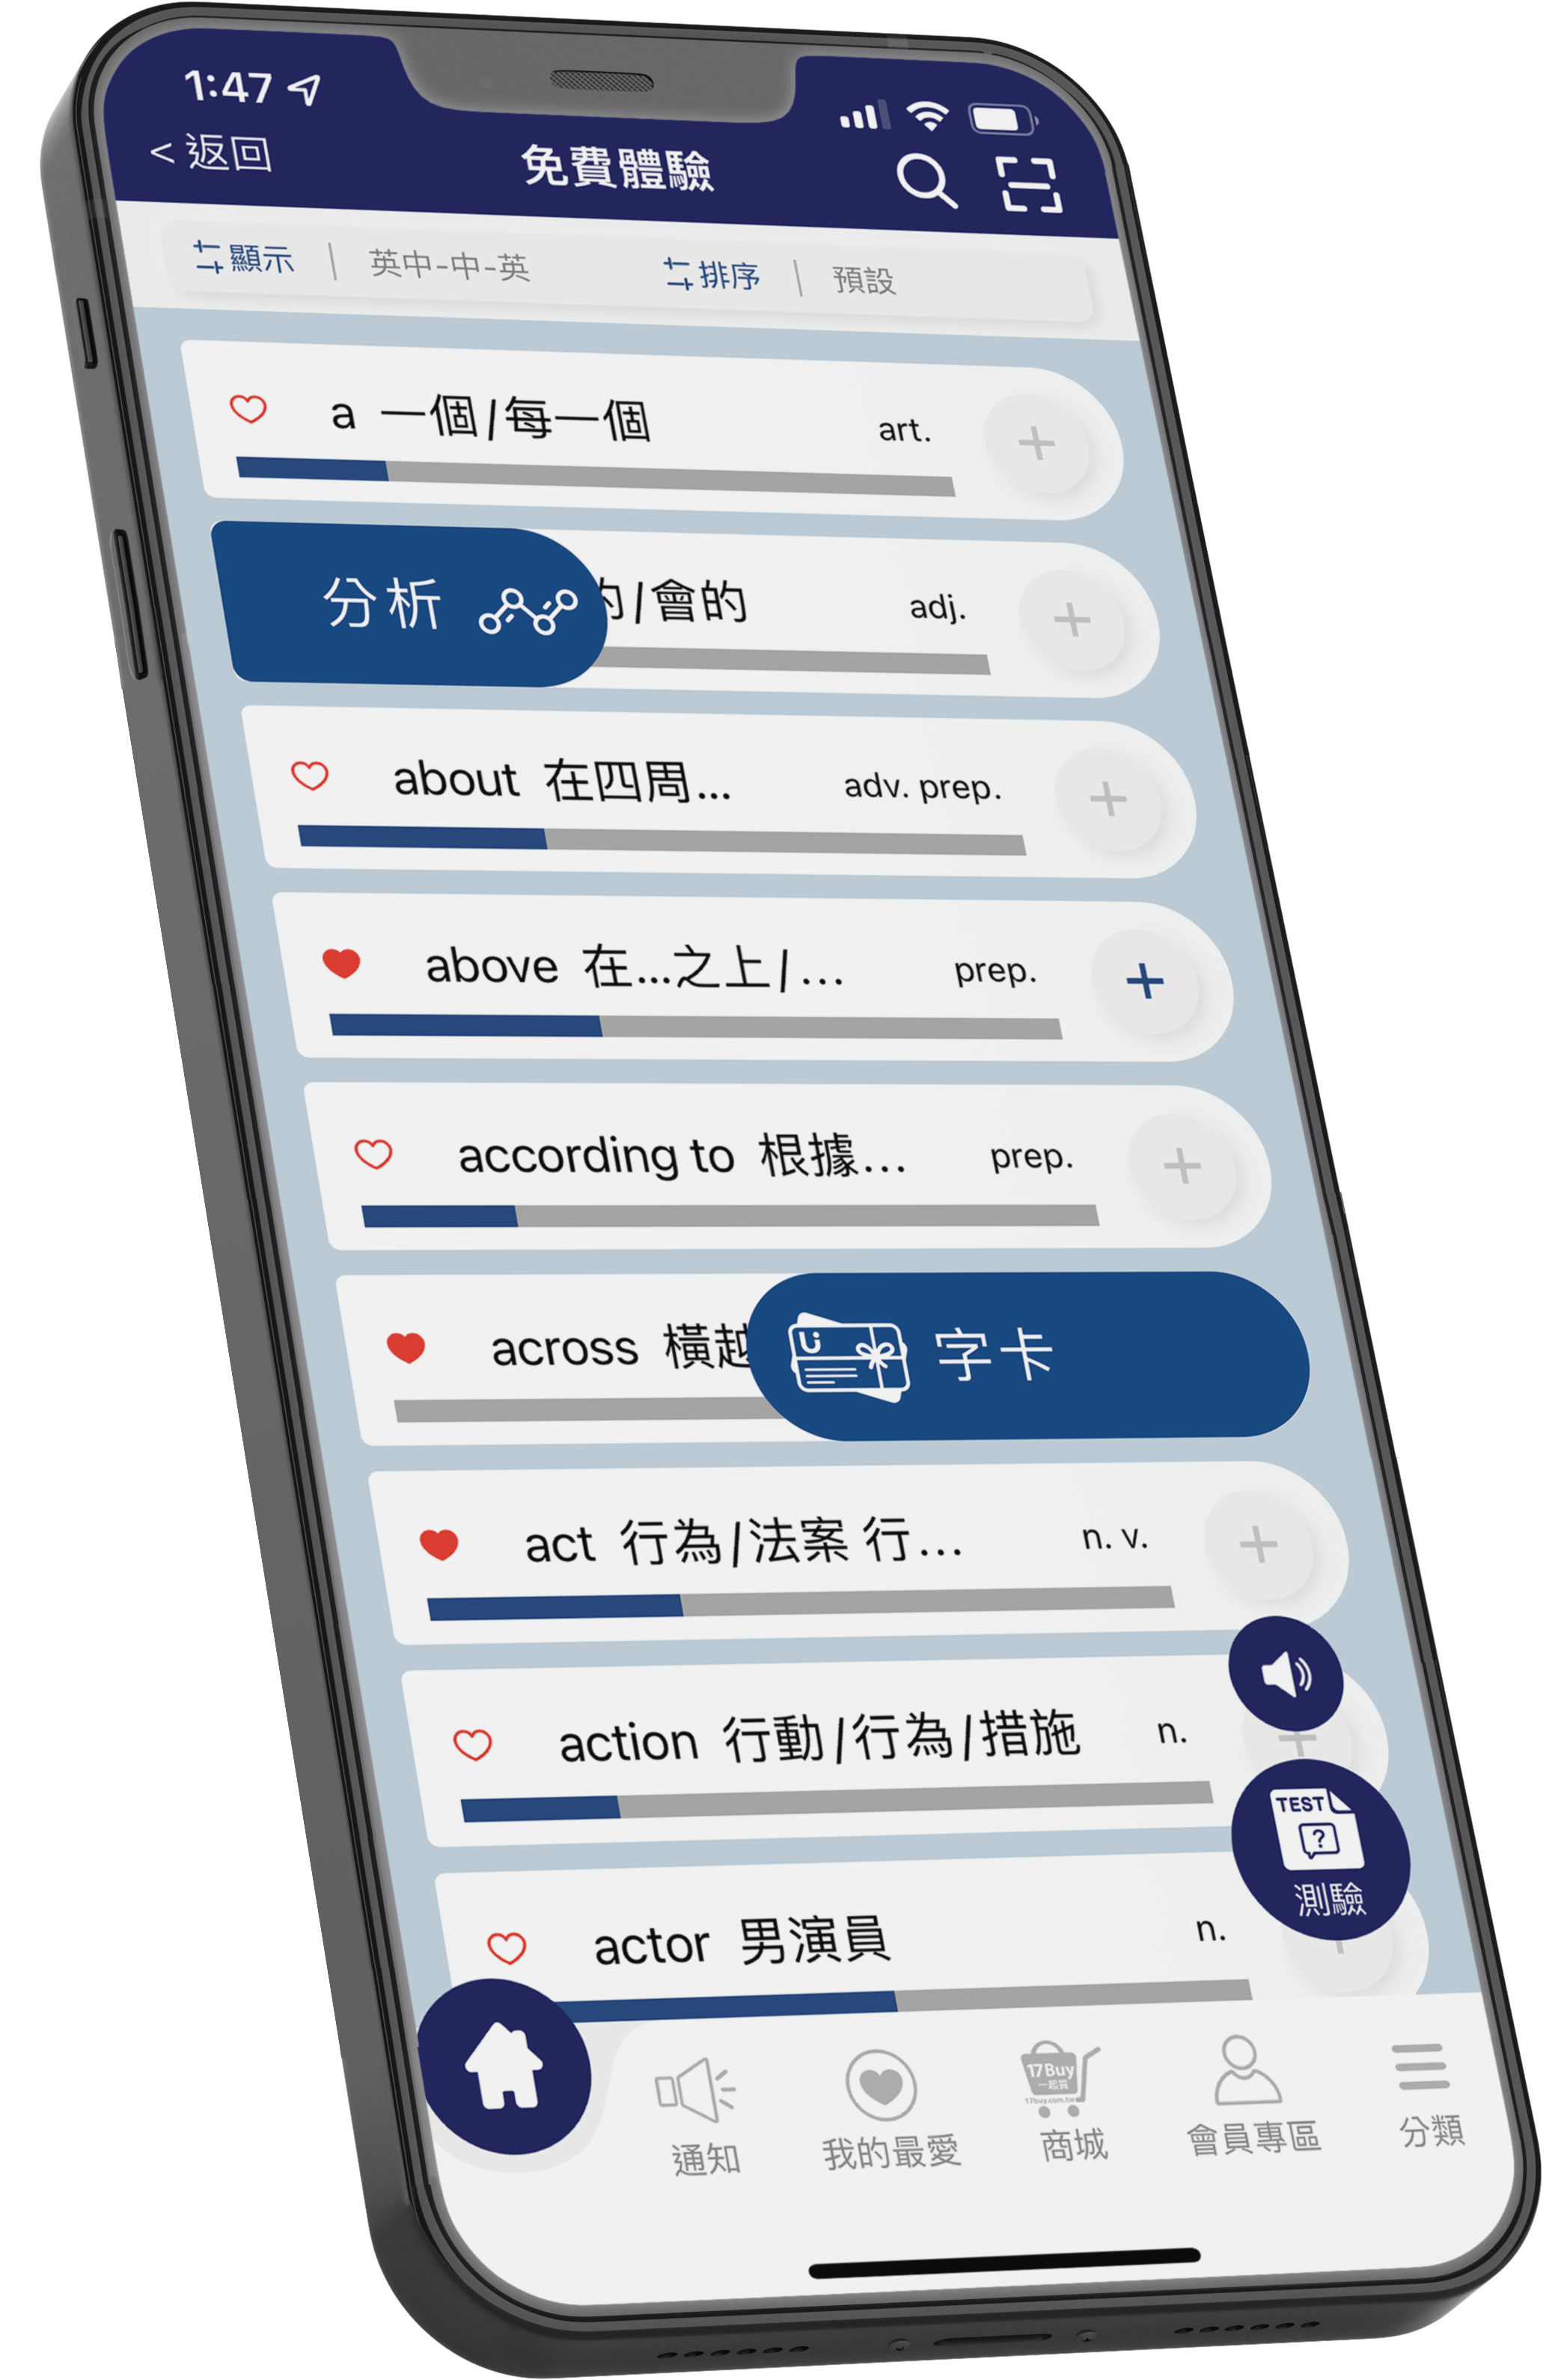 1:47
< 返回
免費體驗
顯示 | 英中-中-英 排序 | 預設
a 一個/每一個 art.
分析 的/會的 adj.
about 在四周... adv. prep.
above 在...之上/... prep.
according to 根據... prep.
across 橫越 字卡
act 行為/法案 行... n. v.
action 行動/行為/措施 n.
TEST
?
測驗
actor 男演員 n.
17Buy
一起買
17buy.com.tw
通知 我的最愛 商城 會員專區 分類